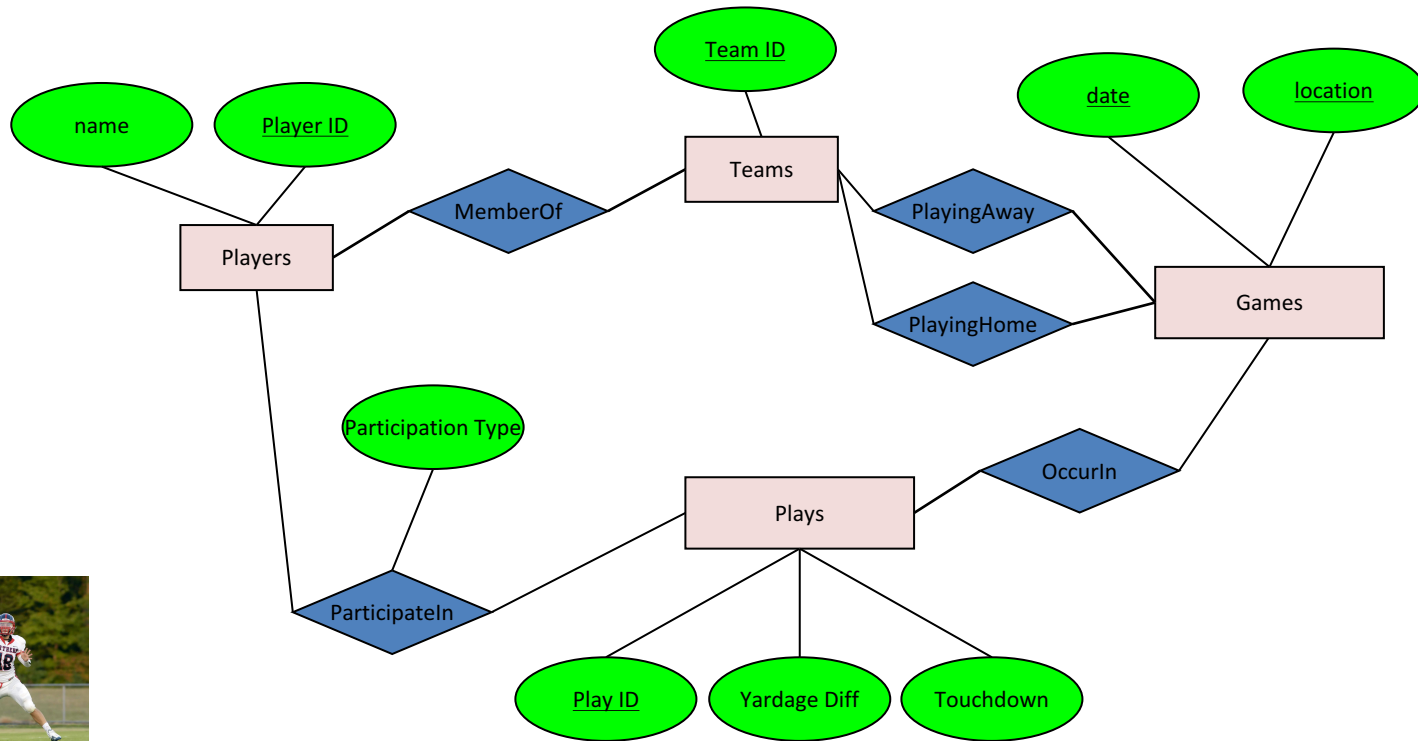 Team ID
date
location
name
Player ID
Teams
MemberOf
PlayingAway
Players
Games
PlayingHome
Participation Type
OccurIn
Plays
ParticipateIn
Play ID
Yardage Diff
Touchdown